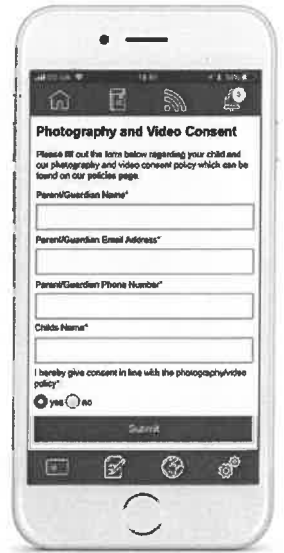 Photography and Video Consent
Please fill out the form below regarding your child and
our photography and video consent policy which can be
found on our policies page.
Parent/Guardian Name*
Parent/Guardian Email Address*
Parent/Guardian Phone Number*
Childs Name*
I hereby give consent in line with the photography/video
policy*
yes no
Submit